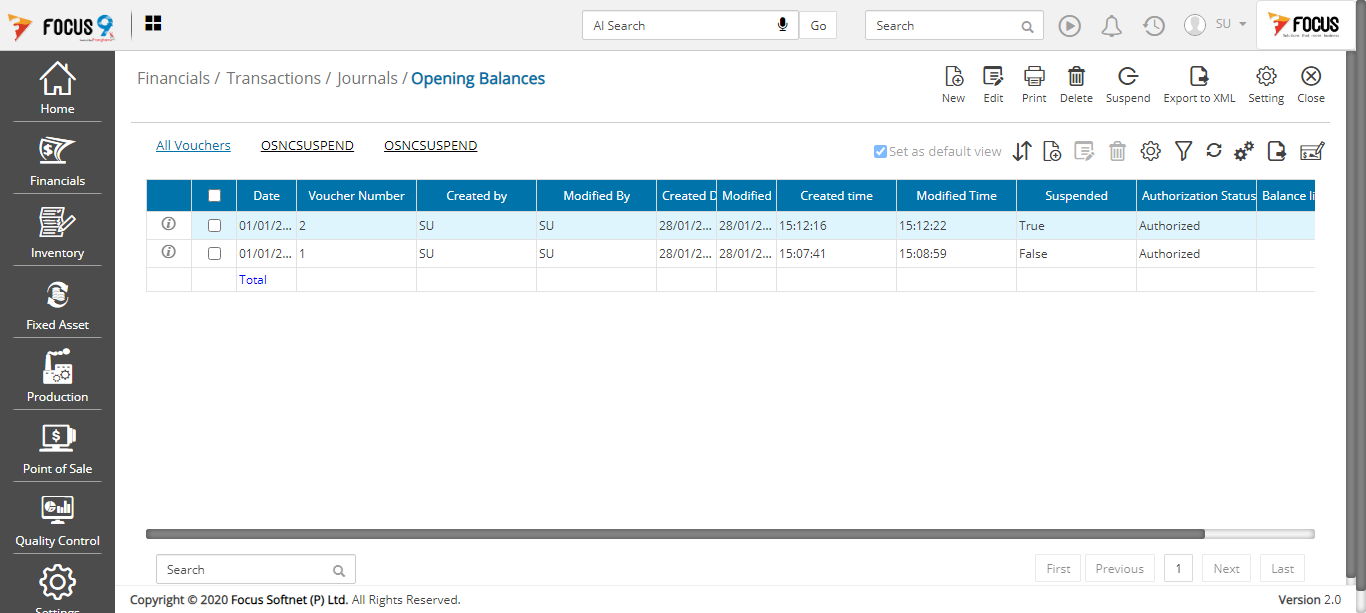 FOCUS 9
AI Search
Go
Search
SU
FOCUS
Home
Financials
Inventory
Fixed Asset
Production
Point of Sale
Quality Control
Settings
Financials / Transactions / Journals / Opening Balances
New Edit Print Delete Suspend Export to XML Setting Close
All Vouchers OSNCSUSPEND OSNCSUSPEND
Set as default view
Date Voucher Number Created by Modified By Created D Modified Created time Modified Time Suspended Authorization Status Balance li
01/01/2... 2 SU SU 28/01/2... 28/01/2... 15:12:16 15:12:22 True Authorized
01/01/2... 1 SU SU 28/01/2... 28/01/2... 15:07:41 15:08:59 False Authorized
Total
Search
First Previous 1 Next Last
Copyright © 2020 Focus Softnet (P) Ltd. All Rights Reserved.
Version 2.0